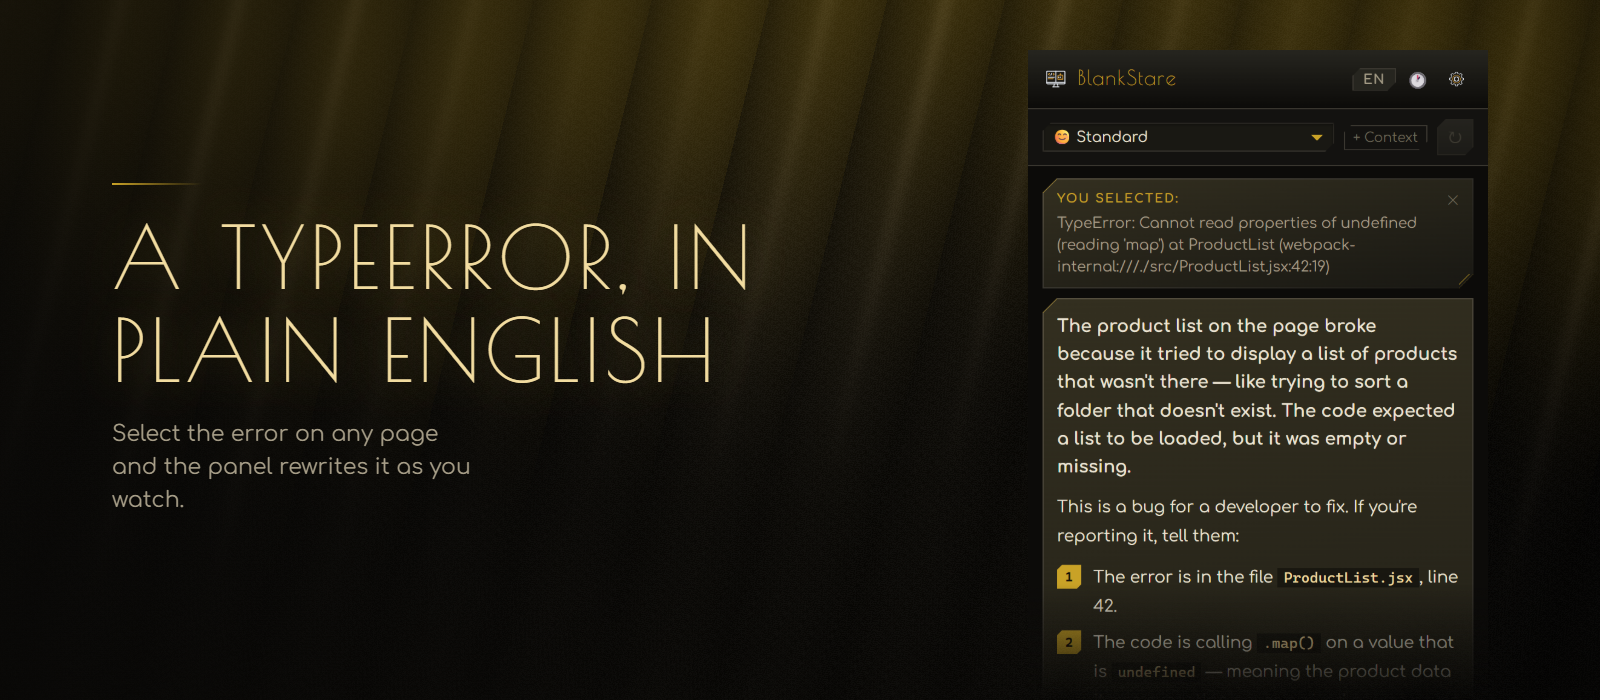 A TYPEERROR, IN
PLAIN ENGLISH
Select the error on any page
and the panel rewrites it as you
watch.
BlankStare
EN
😊 Standard
+ Context
YOU SELECTED:
TypeError: Cannot read properties of undefined
(reading 'map') at ProductList (webpack-
internal:///./src/ProductList.jsx:42:19)
The product list on the page broke
because it tried to display a list of products
that wasn't there — like trying to sort a
folder that doesn't exist. The code expected
a list to be loaded, but it was empty or
missing.
This is a bug for a developer to fix. If you're
reporting it, tell them:
1 The error is in the file ProductList.jsx, line
42.
2 The code is calling .map() on a value that
is undefined — meaning the product data